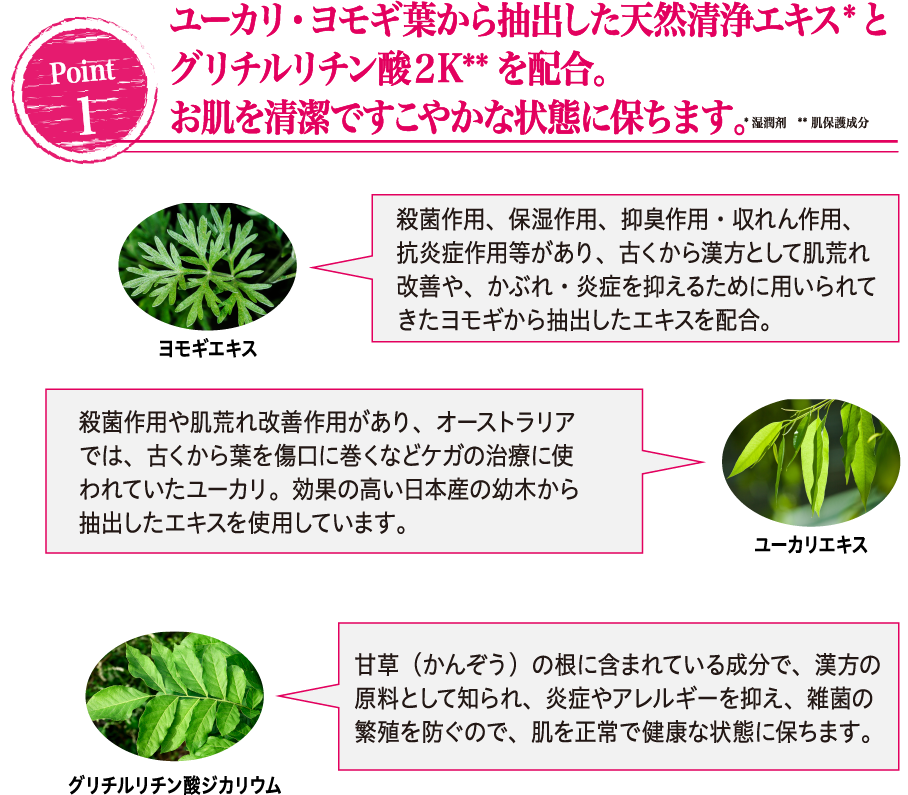 Point
1
ユーカリ・ヨモギ葉から抽出した天然清浄エキス*と
グリチルリチン酸2K**を配合。
お肌を清潔ですこやかな状態に保ちます。*湿潤剤 **肌保護成分
殺菌作用、保湿作用、抑臭作用・収れん作用、
抗炎症作用等があり、古くから漢方として肌荒れ
改善や、かぶれ・炎症を抑えるために用いられて
きたヨモギから抽出したエキスを配合。
ヨモギエキス
殺菌作用や肌荒れ改善作用があり、オーストラリア
では、古くから葉を傷口に巻くなどケガの治療に使
われていたユーカリ。効果の高い日本産の幼木から
抽出したエキスを使用しています。
ユーカリエキス
甘草（かんぞう）の根に含まれている成分で、漢方の
原料として知られ、炎症やアレルギーを抑え、雑菌の
繁殖を防ぐので、肌を正常で健康な状態に保ちます。
グリチルリチン酸ジカリウム